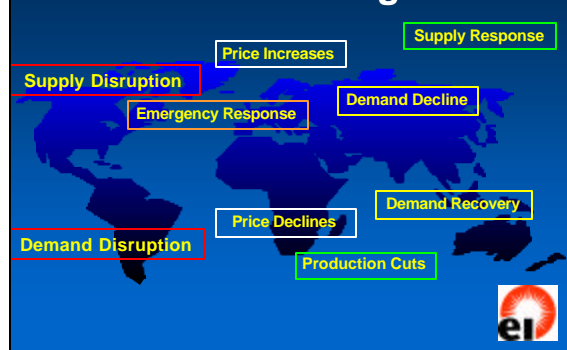 Supply Response
Price Increases
Supply Disruption
Demand Decline
Emergency Response
Demand Recovery
Price Declines
Demand Disruption
Production Cuts
ei